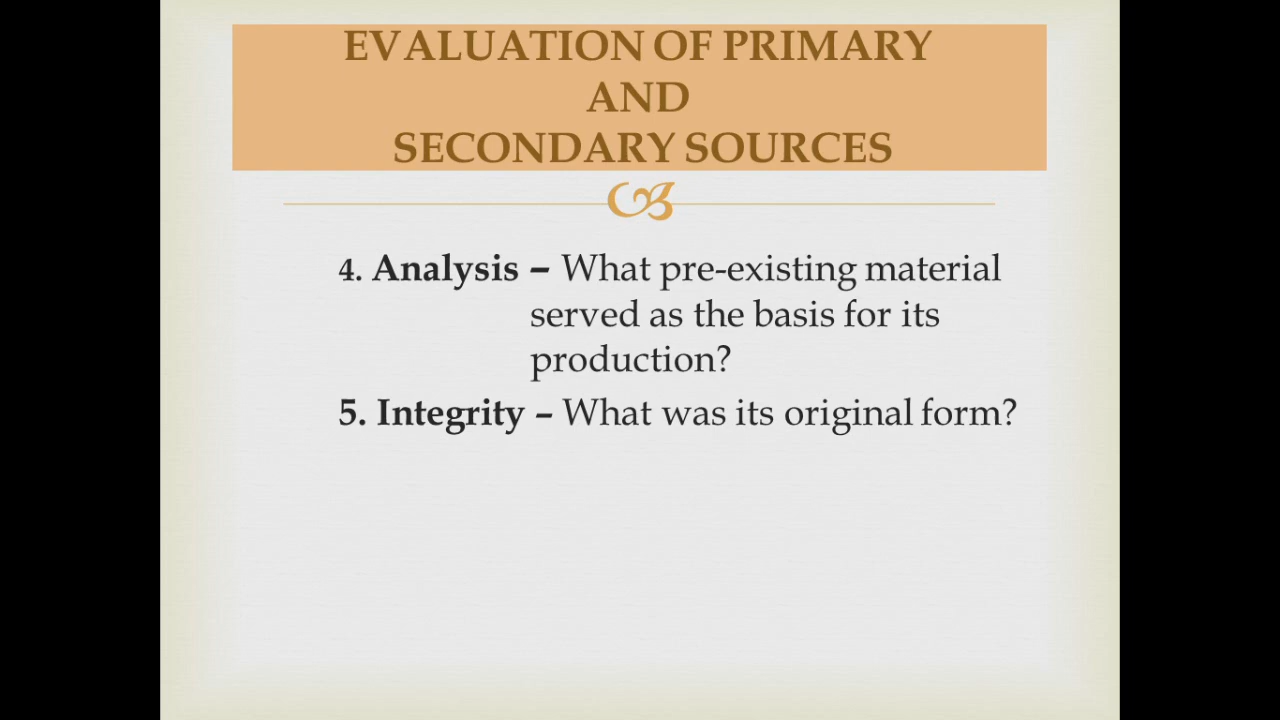 EVALUATION OF PRIMARY
AND
SECONDARY SOURCES
4. Analysis – What pre-existing material
served as the basis for its
production?
5. Integrity – What was its original form?